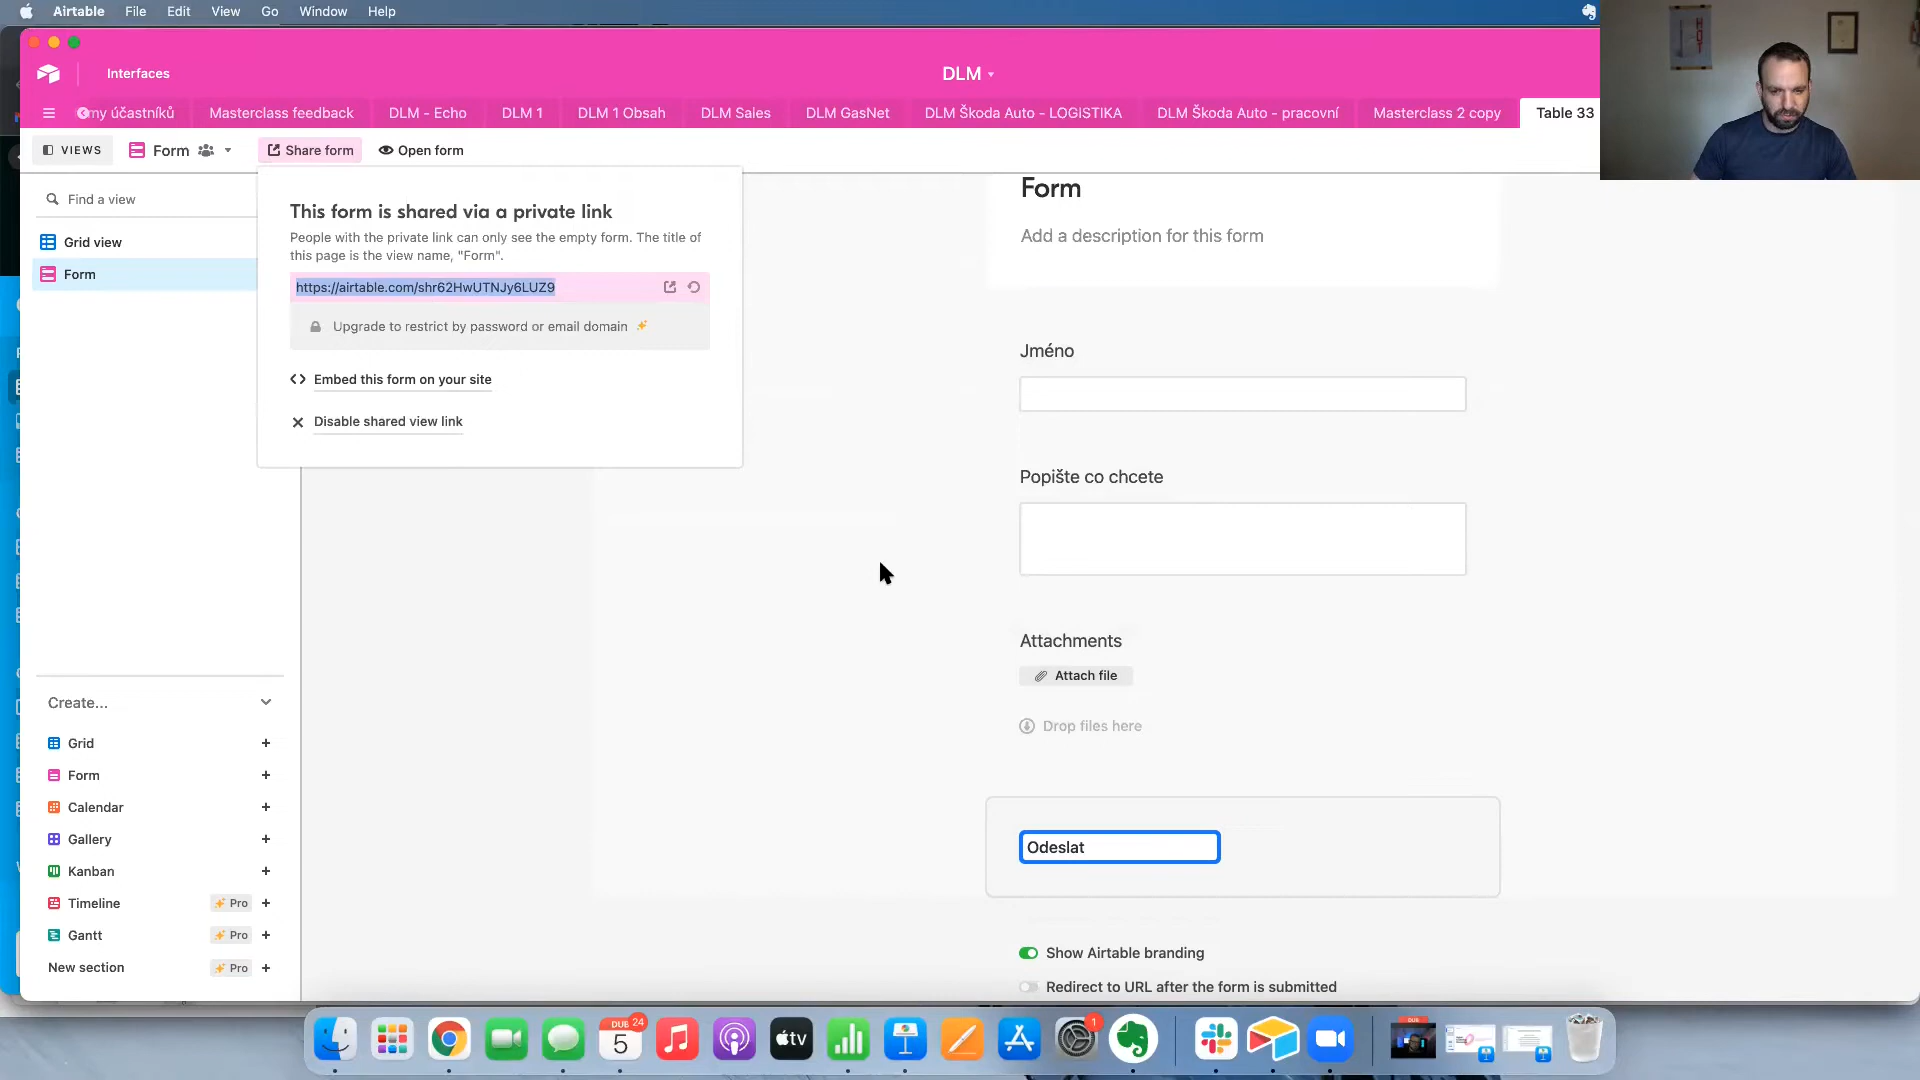 Airtable File Edit View Go Window Help
Interfaces
DLM
my účastníků Masterclass feedback DLM - Echo DLM 1 DLM 1 Obsah DLM Sales DLM GasNet DLM Škoda Auto - LOGISTIKA DLM Škoda Auto - pracovní Masterclass 2 copy Table 33
VIEWS Form Share form Open form
Find a view
Grid view
Form
This form is shared via a private link
People with the private link can only see the empty form. The title of
this page is the view name, "Form".
https://airtable.com/shr62HwUTNJy6LUZ9
Upgrade to restrict by password or email domain
Embed this form on your site
Disable shared view link
Form
Add a description for this form
Jméno
Popište co chcete
Attachments
Attach file
Drop files here
Odeslat
Show Airtable branding
Redirect to URL after the form is submitted
Create...
Grid
Form
Calendar
Gallery
Kanban
Timeline Pro
Gantt Pro
New section Pro
DUB 24
5
tv
1